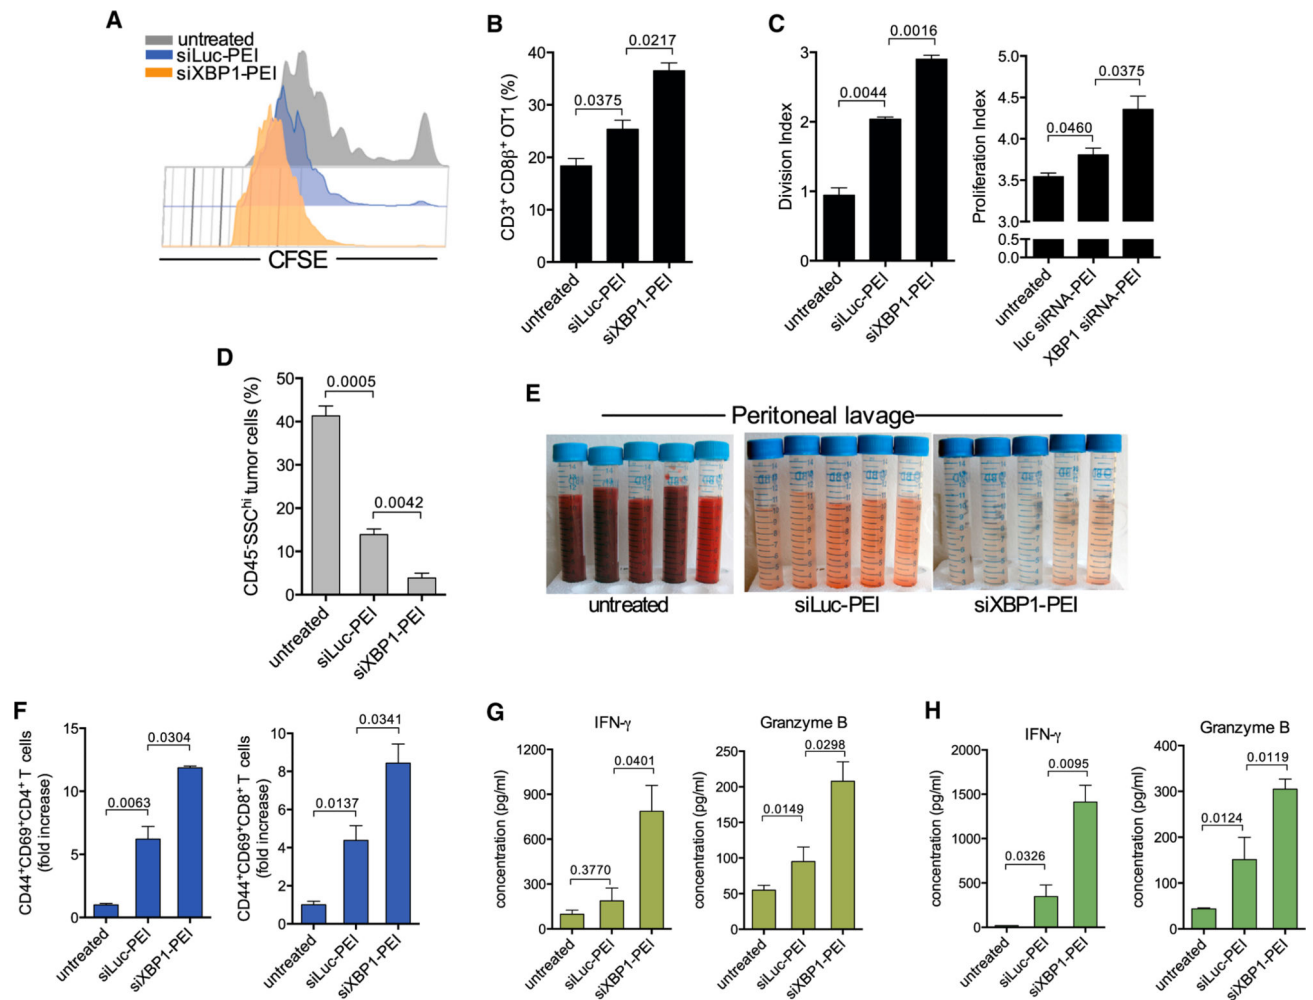 A
untreated
siLuc-PEI
siXBP1-PEI
CFSE
B
CD3⁺ CD8β⁺ OT1 (%)
40
30
20
10
0
0.0375
0.0217
untreated
siLuc-PEI
siXBP1-PEI
C
Division Index
3
2
1
0
0.0044
0.0016
untreated
siLuc-PEI
siXBP1-PEI
Proliferation Index
5.0
4.5
4.0
3.5
3.0
0.5
0.0
0.0460
0.0375
untreated
luc siRNA-PEI
XBP1 siRNA-PEI
D
CD45⁻SSCʰⁱ tumor cells (%)
50
40
30
20
10
0
0.0005
0.0042
untreated
siLuc-PEI
siXBP1-PEI
E
Peritoneal lavage
untreated
siLuc-PEI
siXBP1-PEI
F
CD44⁺CD69⁺CD4⁺ T cells
(fold increase)
15
10
5
0
0.0063
0.0304
untreated
siLuc-PEI
siXBP1-PEI
CD44⁺CD69⁺CD8⁺ T cells
(fold increase)
10
8
6
4
2
0
0.0137
0.0341
untreated
siLuc-PEI
siXBP1-PEI
G
IFN-γ
concentration (pg/ml)
1200
900
600
300
0
0.3770
0.0401
untreated
siLuc-PEI
siXBP1-PEI
Granzyme B
concentration (pg/ml)
250
200
150
100
50
0
0.0149
0.0298
untreated
siLuc-PEI
siXBP1-PEI
H
IFN-γ
concentration (pg/ml)
2000
1500
1000
500
0
0.0326
0.0095
untreated
siLuc-PEI
siXBP1-PEI
Granzyme B
concentration (pg/ml)
400
300
200
100
0
0.0124
0.0119
untreated
siLuc-PEI
siXBP1-PEI